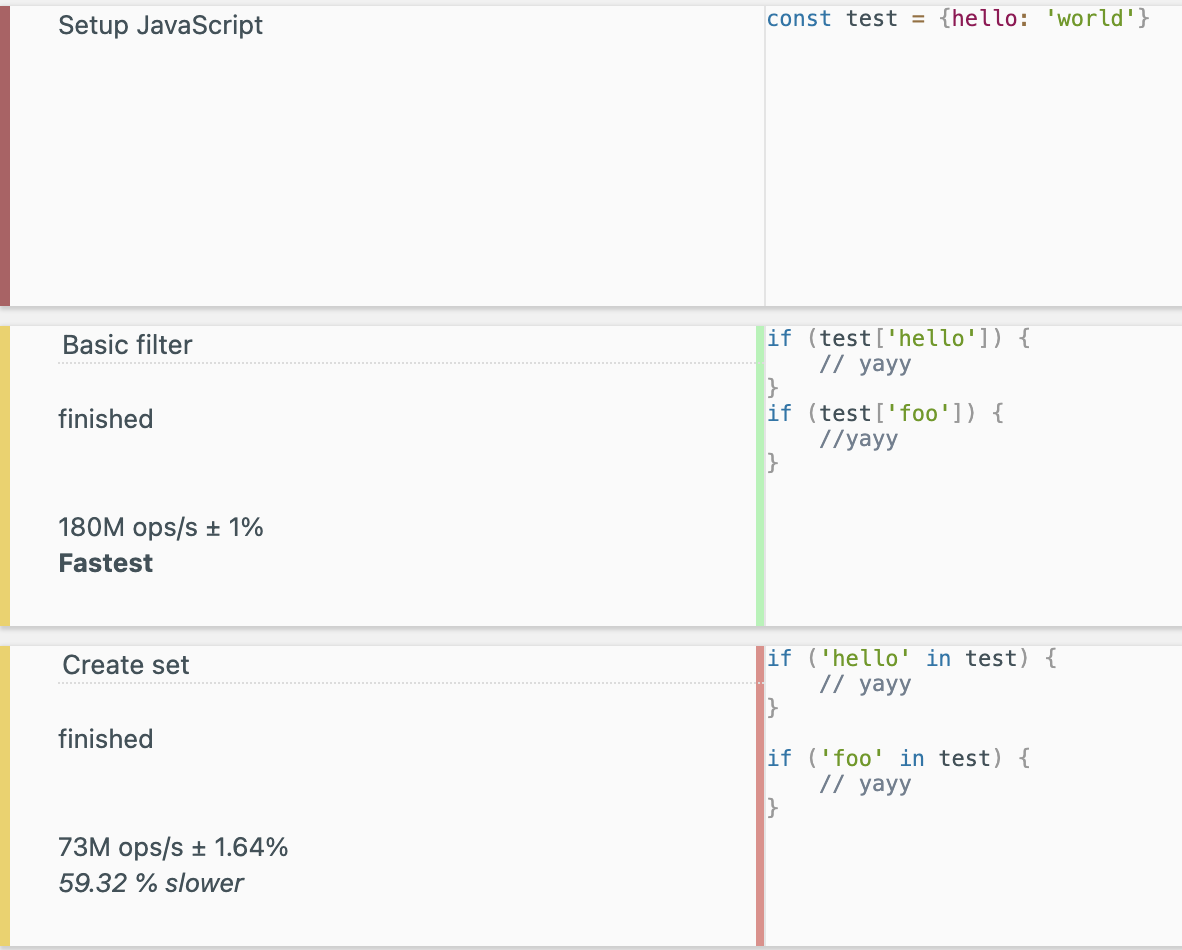 Setup JavaScript
const test = {hello: 'world'}
Basic filter
finished
180M ops/s ± 1%
Fastest
if (test['hello']) {
    // yayy
}
if (test['foo']) {
    //yayy
}
Create set
finished
73M ops/s ± 1.64%
59.32 % slower
if ('hello' in test) {
    // yayy
}

if ('foo' in test) {
    // yayy
}